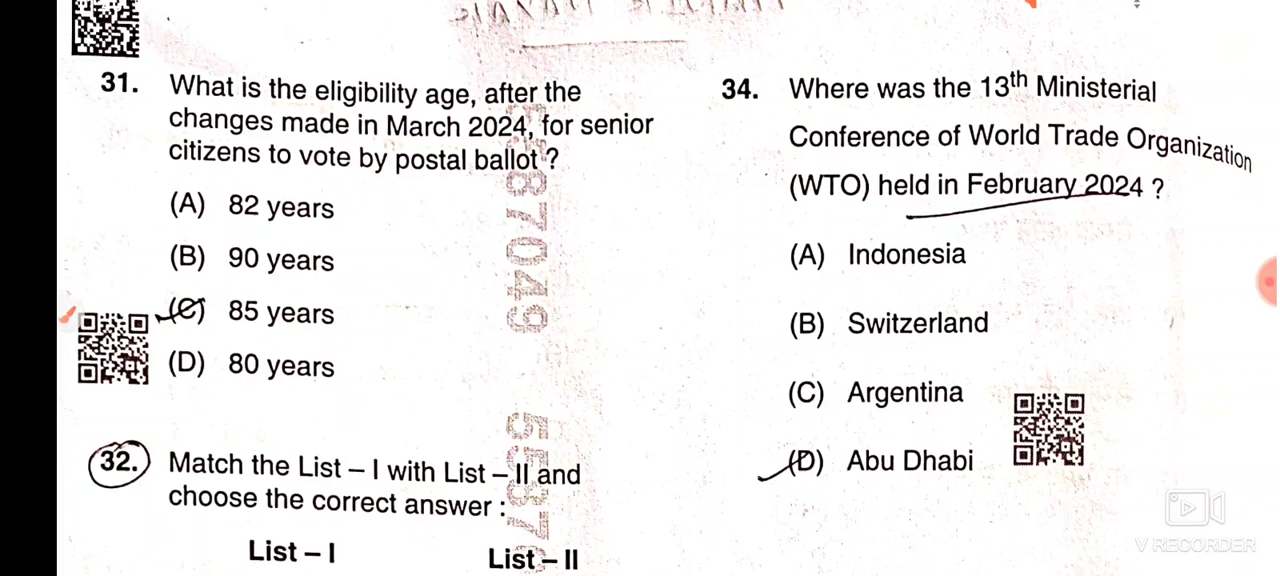 31. What is the eligibility age, after the
changes made in March 2024, for senior
citizens to vote by postal ballot ?
(A) 82 years
(B) 90 years
(C) 85 years
(D) 80 years
32. Match the List – I with List – II and
choose the correct answer :
List – I List – II
34. Where was the 13th Ministerial
Conference of World Trade Organization
(WTO) held in February 2024 ?
(A) Indonesia
(B) Switzerland
(C) Argentina
(D) Abu Dhabi
V RECORDER